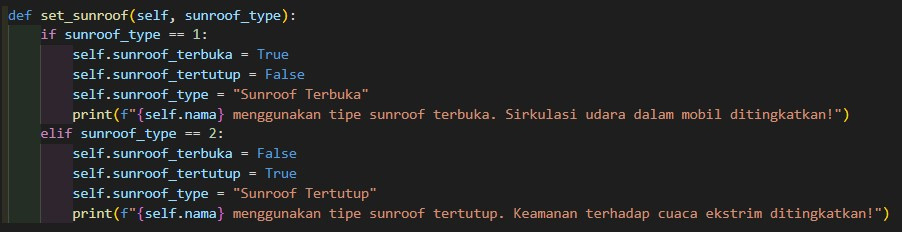 def set_sunroof(self, sunroof_type):
    if sunroof_type == 1:
        self.sunroof_terbuka = True
        self.sunroof_tertutup = False
        self.sunroof_type = "Sunroof Terbuka"
        print(f"{self.nama} menggunakan tipe sunroof terbuka. Sirkulasi udara dalam mobil ditingkatkan!")
    elif sunroof_type == 2:
        self.sunroof_terbuka = False
        self.sunroof_tertutup = True
        self.sunroof_type = "Sunroof Tertutup"
        print(f"{self.nama} menggunakan tipe sunroof tertutup. Keamanan terhadap cuaca ekstrim ditingkatkan!")